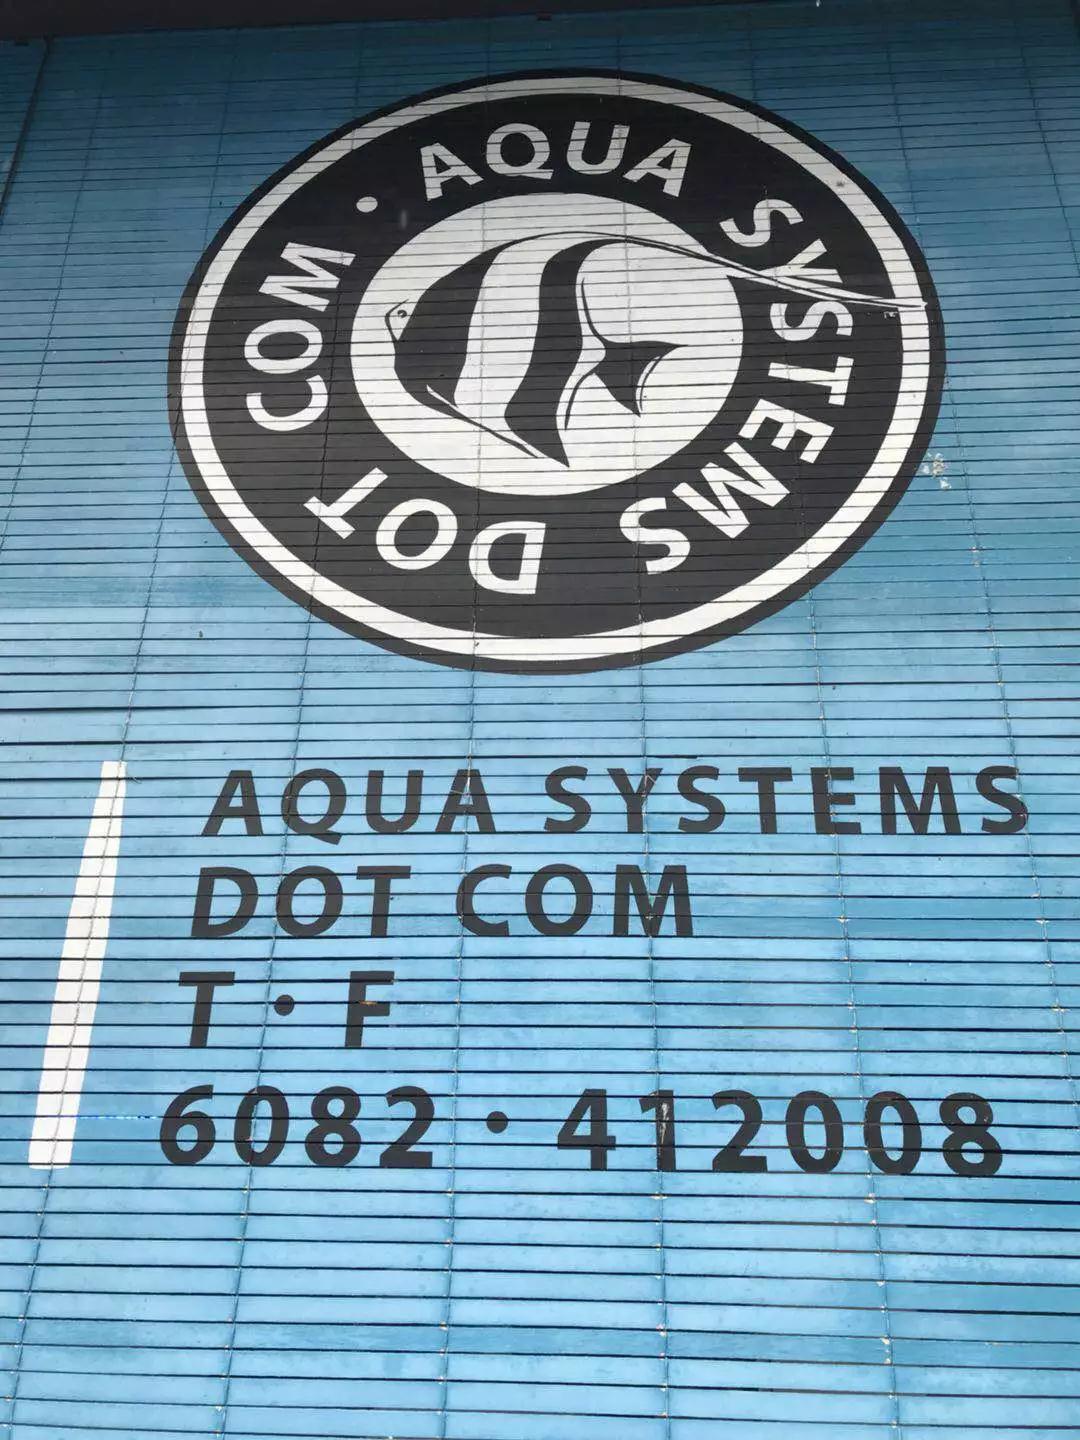 AQUA SYSTEMS DOT COM •
AQUA SYSTEMS
DOT COM
T • F
6082 • 412008